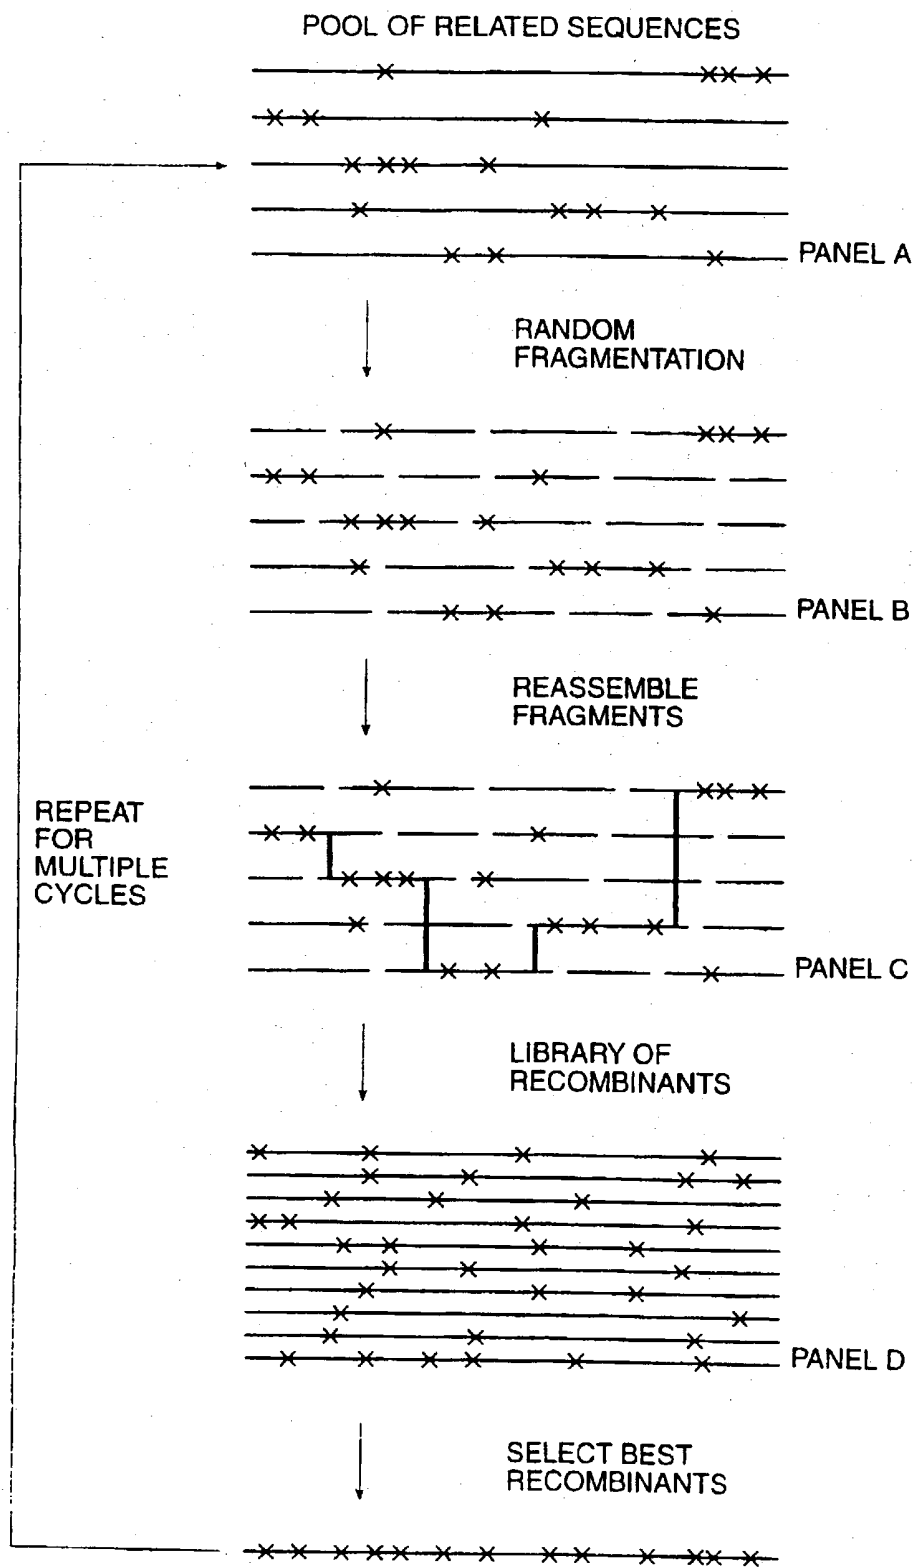 POOL OF RELATED SEQUENCES
PANEL A
RANDOM
FRAGMENTATION
PANEL B
REASSEMBLE
FRAGMENTS
REPEAT
FOR
MULTIPLE
CYCLES
PANEL C
LIBRARY OF
RECOMBINANTS
PANEL D
SELECT BEST
RECOMBINANTS